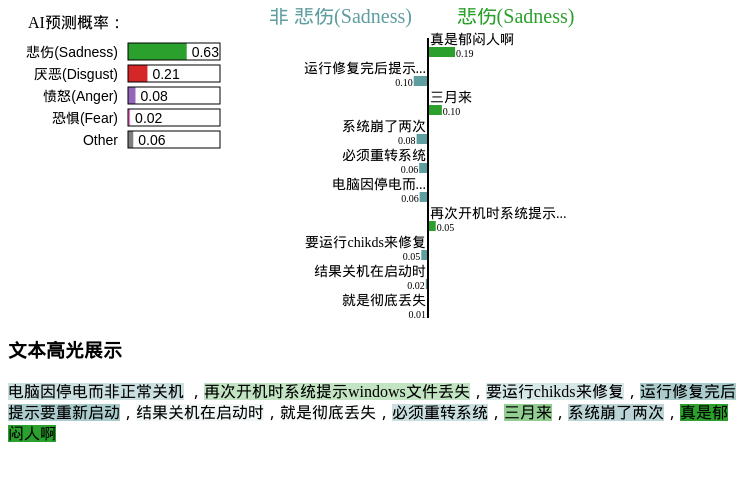 AI预测概率：
悲伤(Sadness) 0.63
厌恶(Disgust) 0.21
愤怒(Anger) 0.08
恐惧(Fear) 0.02
Other 0.06
非 悲伤(Sadness) 悲伤(Sadness)
真是郁闷人啊
0.19
运行修复完后提示...
0.10
三月来
0.10
系统崩了两次
0.08
必须重转系统
0.06
电脑因停电而...
0.06
再次开机时系统提示...
0.05
要运行chikds来修复
0.05
结果关机在启动时
0.02
就是彻底丢失
0.01
文本高光展示
电脑因停电而非正常关机 ，再次开机时系统提示windows文件丢失，要运行chikds来修复，运行修复完后
提示要重新启动，结果关机在启动时，就是彻底丢失，必须重转系统，三月来，系统崩了两次，真是郁
闷人啊